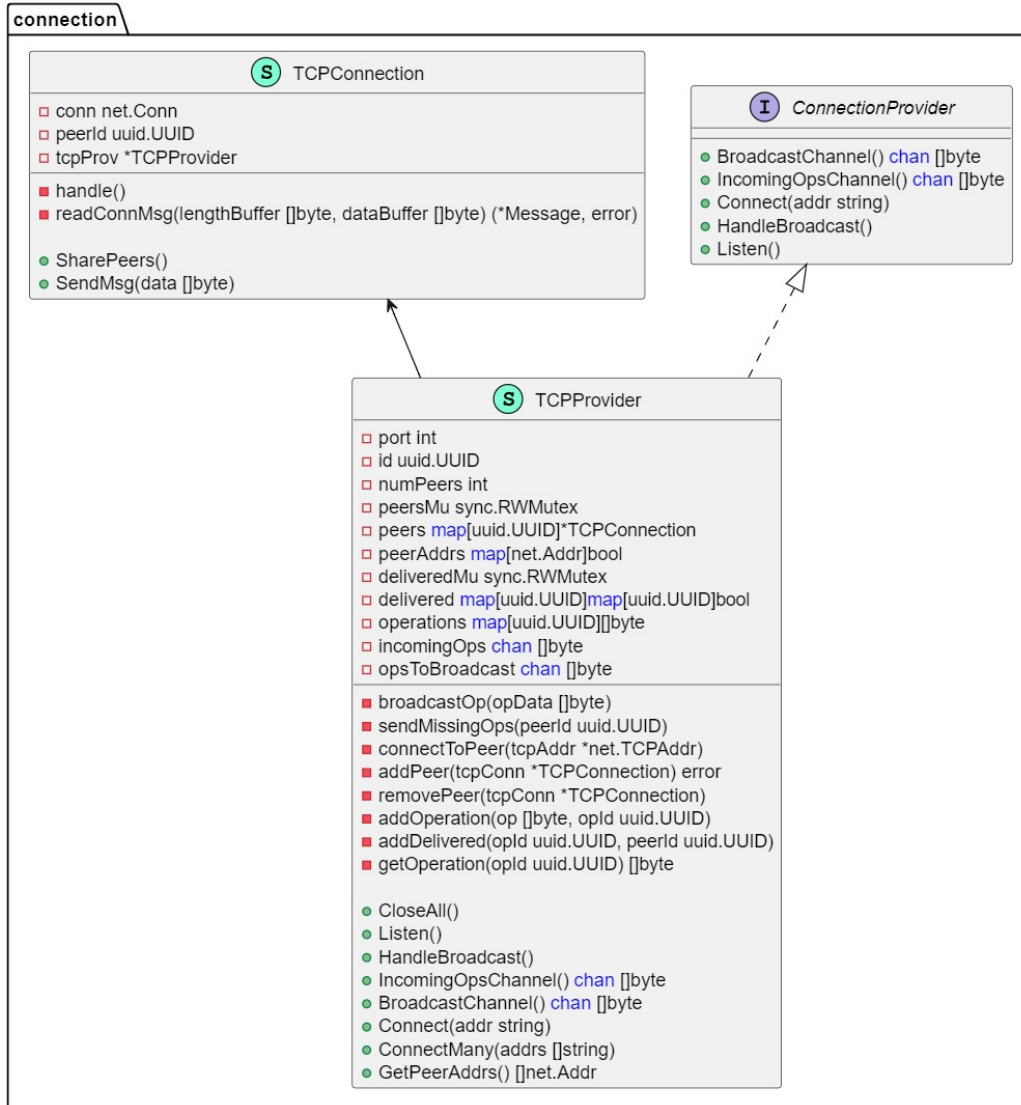 connection
S TCPConnection
conn net.Conn
peerId uuid.UUID
tcpProv *TCPProvider
handle()
readConnMsg(lengthBuffer []byte, dataBuffer []byte) (*Message, error)
SharePeers()
SendMsg(data []byte)
I ConnectionProvider
BroadcastChannel() chan []byte
IncomingOpsChannel() chan []byte
Connect(addr string)
HandleBroadcast()
Listen()
S TCPProvider
port int
id uuid.UUID
numPeers int
peersMu sync.RWMutex
peers map[uuid.UUID]*TCPConnection
peerAddrs map[net.Addr]bool
deliveredMu sync.RWMutex
delivered map[uuid.UUID]map[uuid.UUID]bool
operations map[uuid.UUID][]byte
incomingOps chan []byte
opsToBroadcast chan []byte
broadcastOp(opData []byte)
sendMissingOps(peerId uuid.UUID)
connectToPeer(tcpAddr *net.TCPAddr)
addPeer(tcpConn *TCPConnection) error
removePeer(tcpConn *TCPConnection)
addOperation(op []byte, opId uuid.UUID)
addDelivered(opId uuid.UUID, peerId uuid.UUID)
getOperation(opId uuid.UUID) []byte
CloseAll()
Listen()
HandleBroadcast()
IncomingOpsChannel() chan []byte
BroadcastChannel() chan []byte
Connect(addr string)
ConnectMany(addrs []string)
GetPeerAddrs() []net.Addr